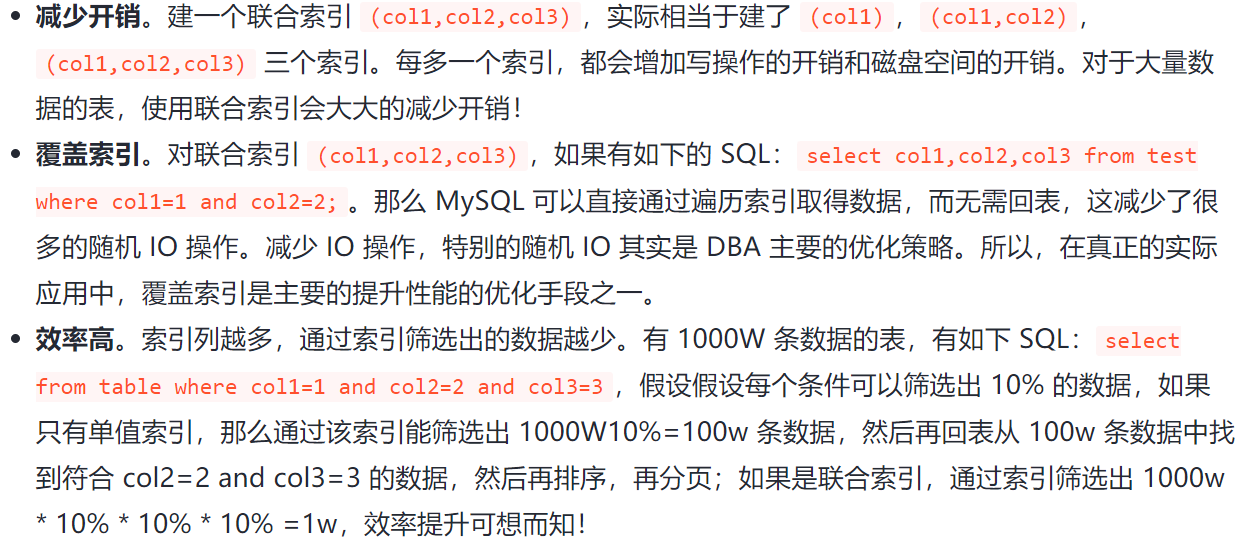 减少开销。建一个联合索引 (col1,col2,col3)，实际相当于建了 (col1)，(col1,col2)，
(col1,col2,col3) 三个索引。每多一个索引，都会增加写操作的开销和磁盘空间的开销。对于大量数
据的表，使用联合索引会大大的减少开销！
覆盖索引。对联合索引 (col1,col2,col3)，如果有如下的 SQL：select col1,col2,col3 from test
where col1=1 and col2=2;。那么 MySQL 可以直接通过遍历索引取得数据，而无需回表，这减少了很
多的随机 IO 操作。减少 IO 操作，特别的随机 IO 其实是 DBA 主要的优化策略。所以，在真正的实际
应用中，覆盖索引是主要的提升性能的优化手段之一。
效率高。索引列越多，通过索引筛选出的数据越少。有 1000W 条数据的表，有如下 SQL：select
from table where col1=1 and col2=2 and col3=3，假设假设每个条件可以筛选出 10% 的数据，如果
只有单值索引，那么通过该索引能筛选出 1000W10%=100w 条数据，然后再回表从 100w 条数据中找
到符合 col2=2 and col3=3 的数据，然后再排序，再分页；如果是联合索引，通过索引筛选出 1000w
* 10% * 10% * 10% =1w，效率提升可想而知！